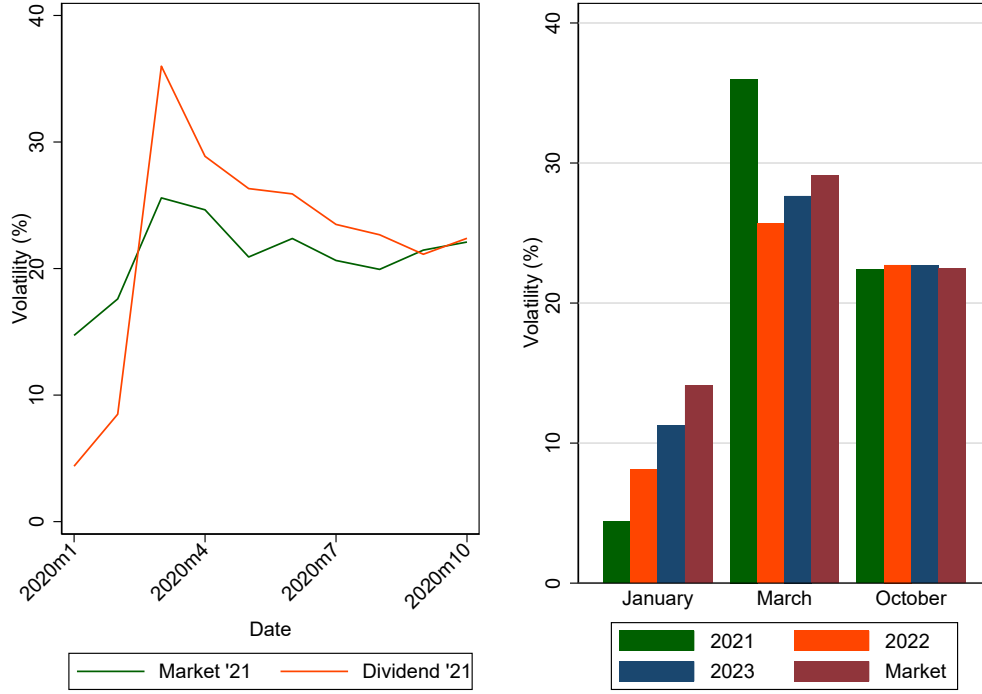 Volatility (%)
40
30
20
10
0
2020m1
2020m4
2020m7
2020m10
Date
Market '21
Dividend '21
Volatility (%)
40
30
20
10
0
January
March
October
2021
2022
2023
Market